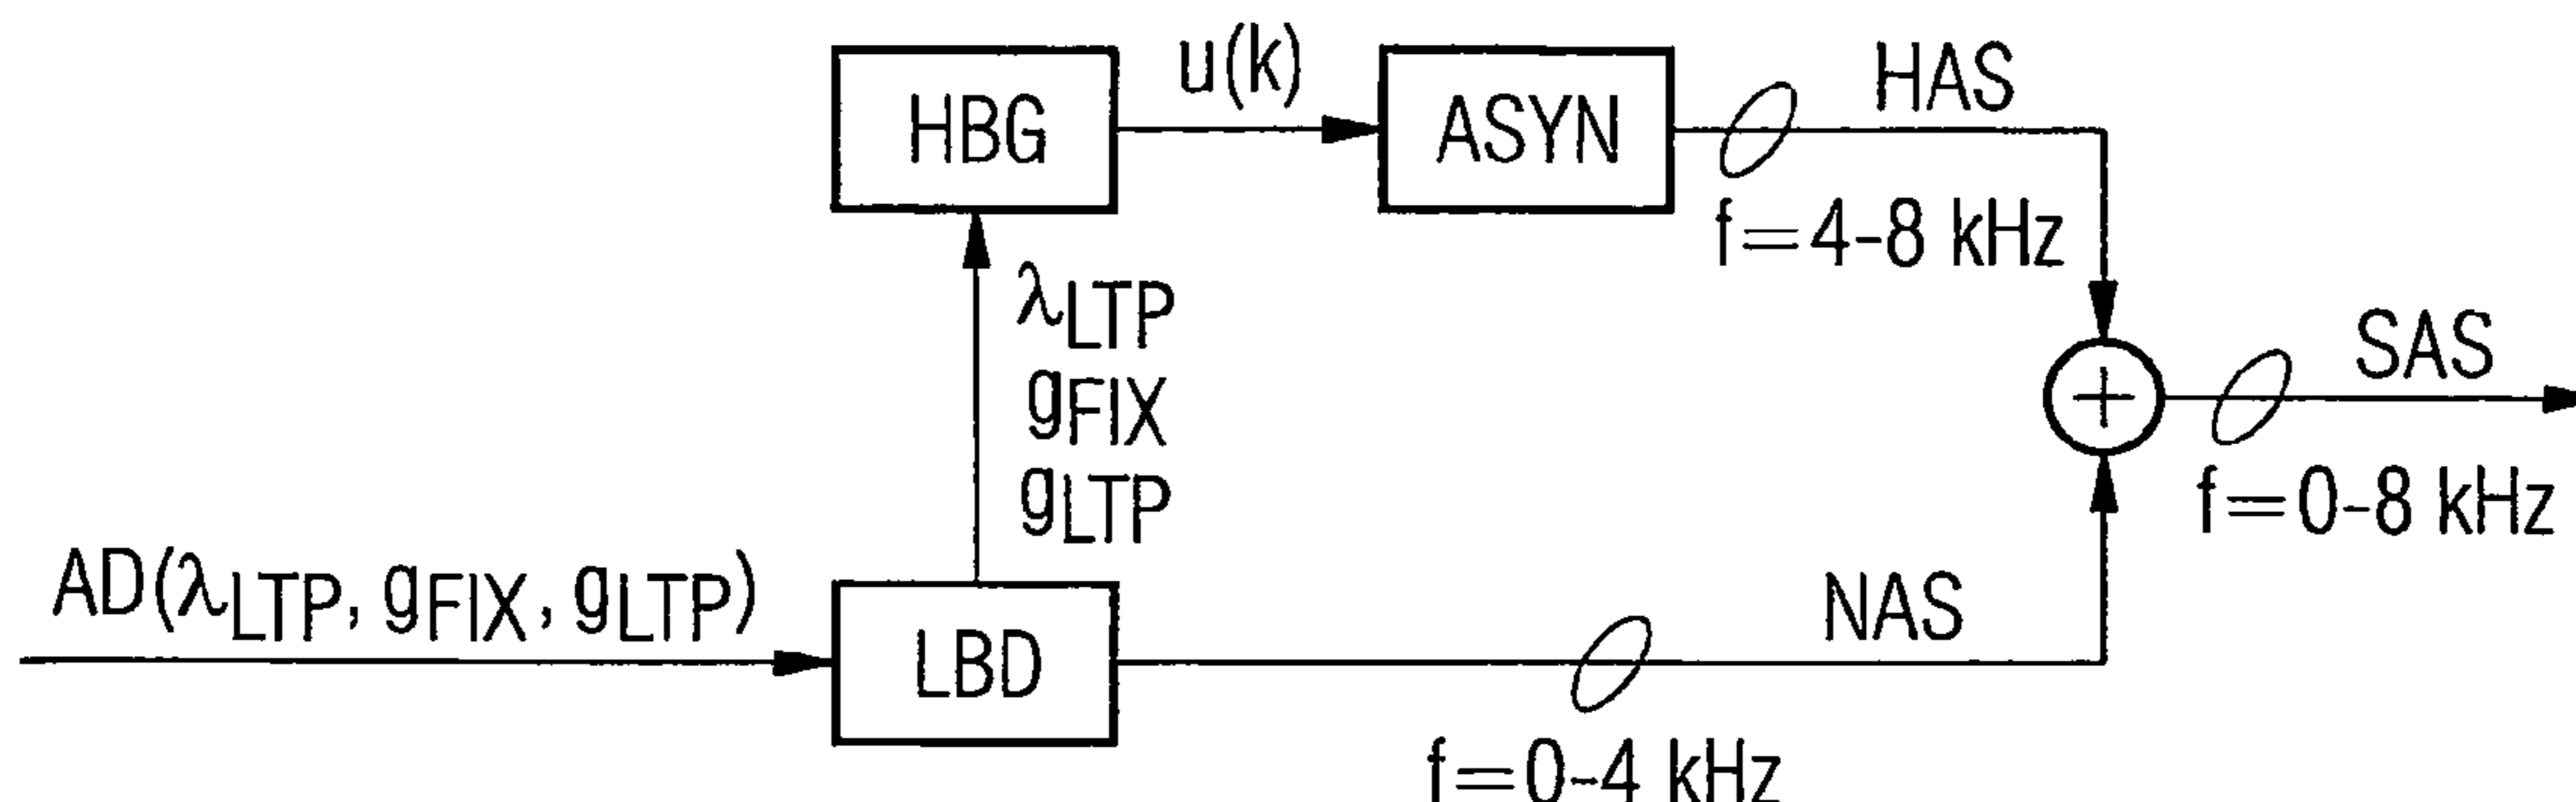 HBG
u(k)
ASYN
HAS
f=4-8 kHz
λLTP
gFIX
gLTP
SAS
f=0-8 kHz
AD(λLTP, gFIX, gLTP)
LBD
NAS
f=0-4 kHz